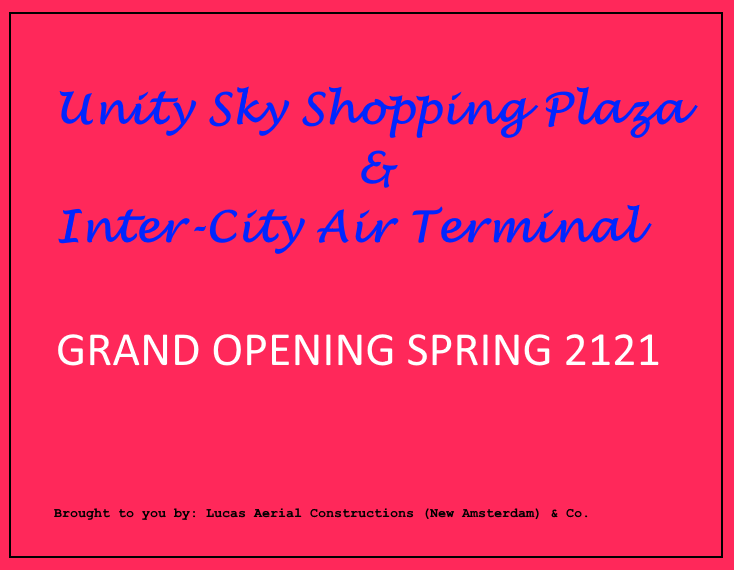 Unity Sky Shopping Plaza
&
Inter-City Air Terminal
GRAND OPENING SPRING 2121
Brought to you by: Lucas Aerial Constructions (New Amsterdam) & Co.